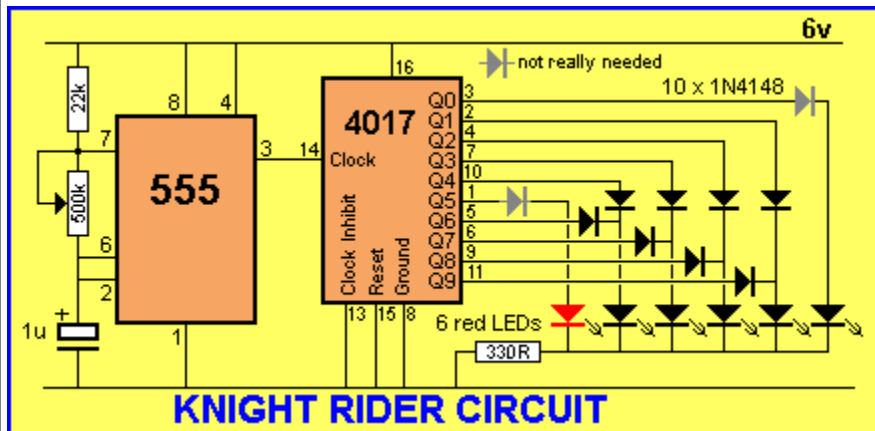 6v
16
not really needed
22k
8
4
3
10 x 1N4148
4017
Q0
2
Q1
4
Q2
7
7
Q3
3
14
Clock
10
Q4
555
1
Q5
500k
5
Q6
6
Q7
6
9
Q8
2
11
Q9
Clock Inhibit
Reset
Ground
+
1u
1
13
15
8
6 red LEDs
330R
KNIGHT RIDER CIRCUIT